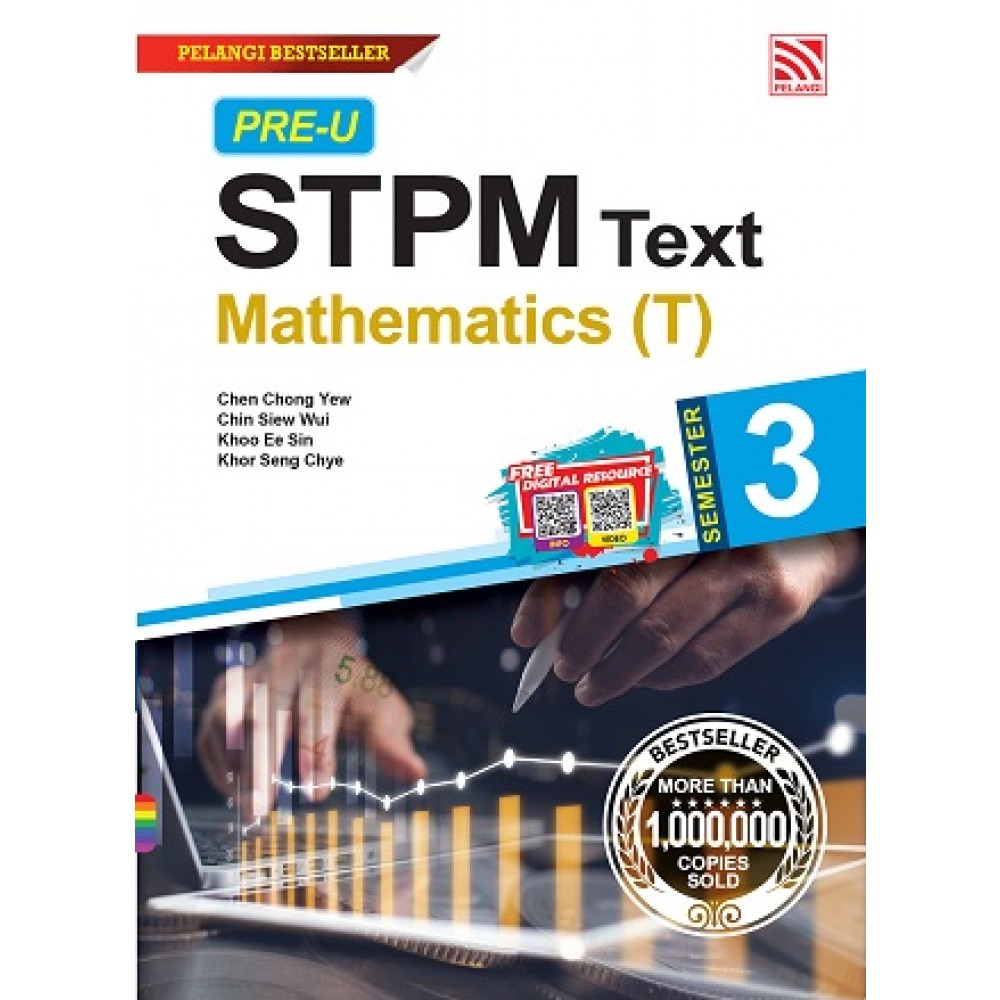 PELANGI BESTSELLER
PELANGI
PRE-U
STPM Text
Mathematics (T)
Chen Chong Yew
Chin Siew Wui
Khoo Ee Sin
Khor Seng Chye
FREE
DIGITAL RESOURCE
INFO
VIDEO
SEMESTER
3
5.88
4
BESTSELLER
MORE THAN
1,000,000
COPIES
SOLD